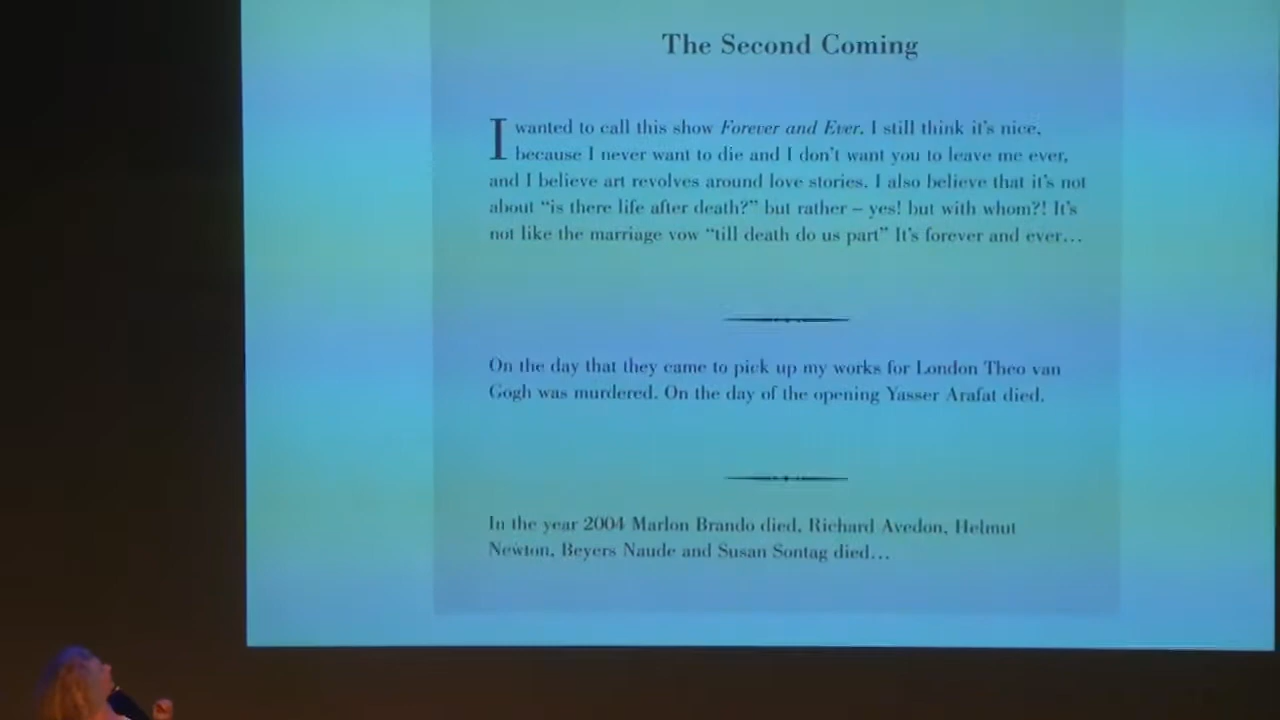 The Second Coming
I wanted to call this show Forever and Ever. I still think it's nice,
because I never want to die and I don't want you to leave me ever,
and I believe art revolves around love stories. I also believe that it's not
about “is there life after death?” but rather – yes! but with whom?! It's
not like the marriage vow “till death do us part” It's forever and ever...
On the day that they came to pick up my works for London Theo van
Gogh was murdered. On the day of the opening Yasser Arafat died.
In the year 2004 Marlon Brando died, Richard Avedon, Helmut
Newton, Beyers Naude and Susan Sontag died...